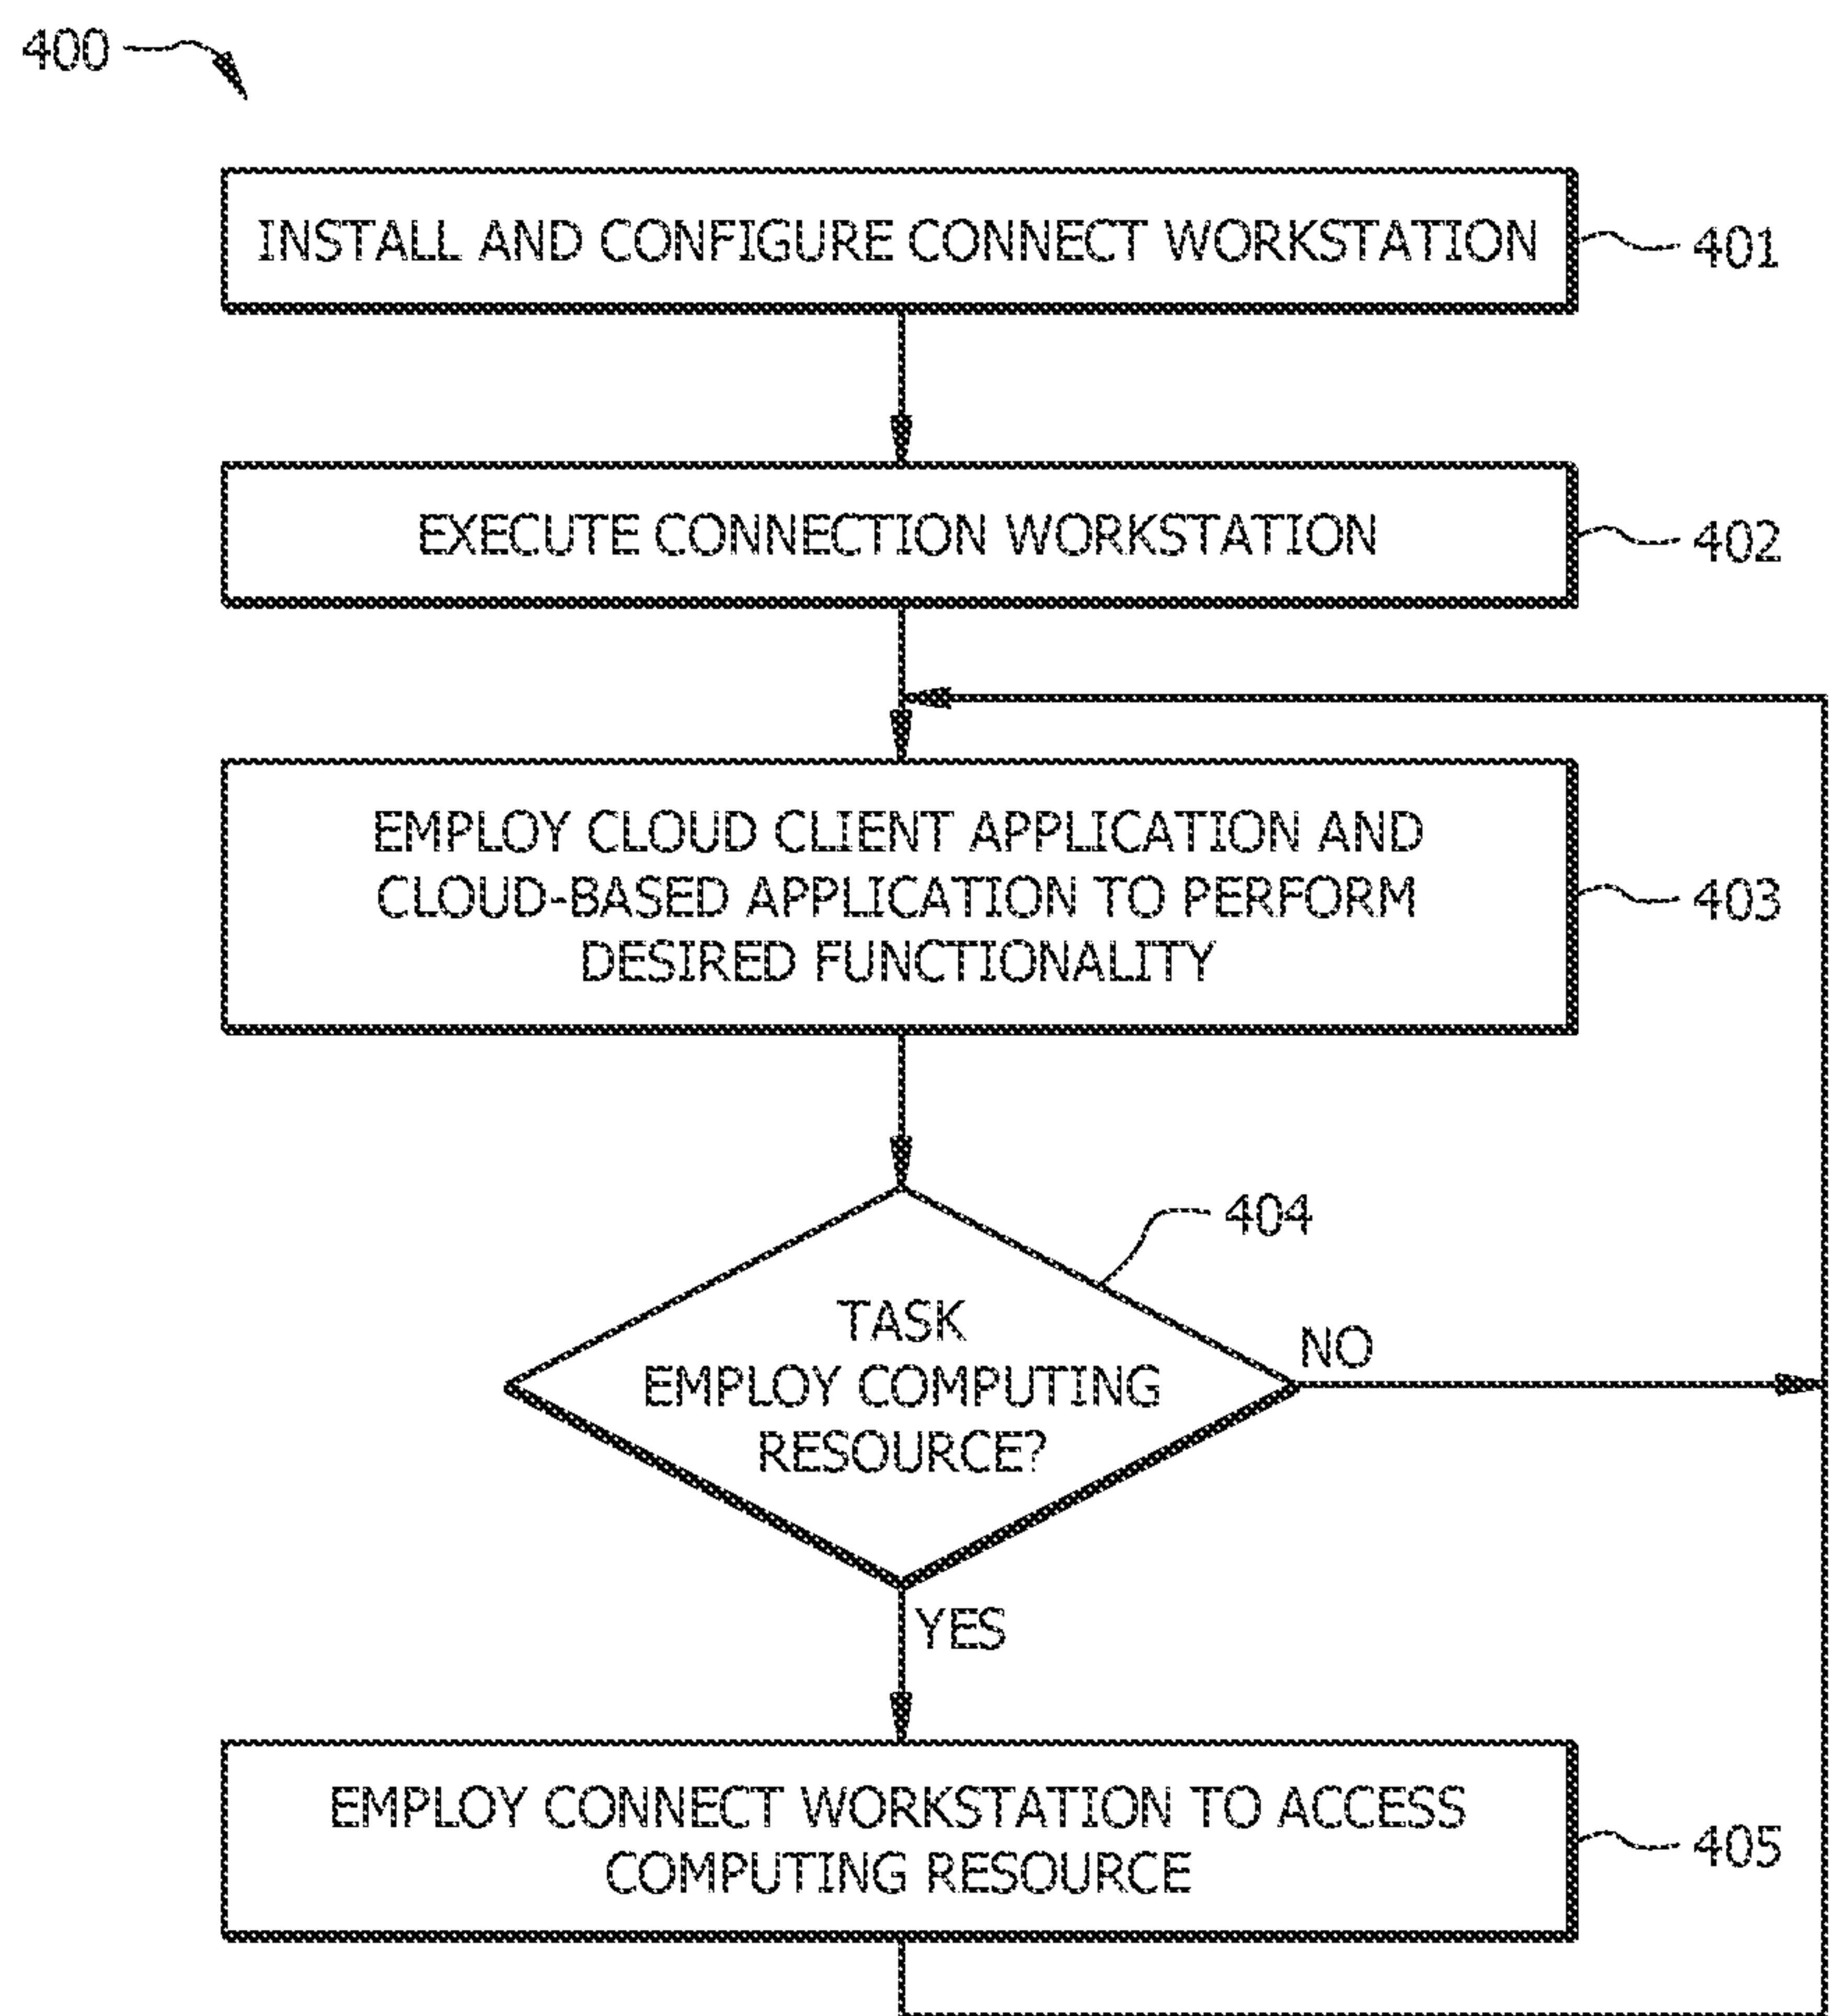 400
INSTALL AND CONFIGURE CONNECT WORKSTATION
401
EXECUTE CONNECTION WORKSTATION
402
EMPLOY CLOUD CLIENT APPLICATION AND
CLOUD-BASED APPLICATION TO PERFORM
DESIRED FUNCTIONALITY
403
404
TASK
EMPLOY COMPUTING
RESOURCE?
NO
YES
EMPLOY CONNECT WORKSTATION TO ACCESS
COMPUTING RESOURCE
405